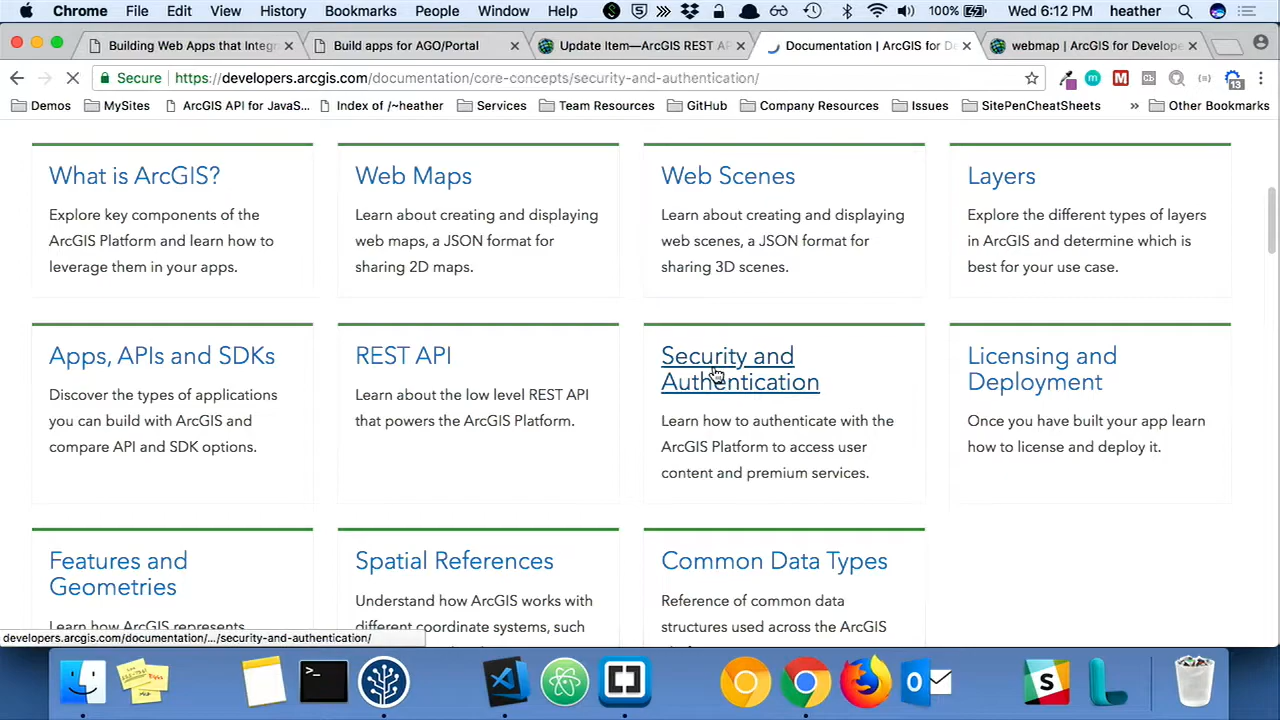 Chrome File Edit View History Bookmarks People Window Help 100% Wed 6:12 PM heather
Building Web Apps that Integ Build apps for AGO/Portal Update Item—ArcGIS REST AP Documentation | ArcGIS for De webmap | ArcGIS for Develope
Secure https://developers.arcgis.com/documentation/core-concepts/security-and-authentication/
Demos MySites ArcGIS API for JavaS... Index of /~heather Services Team Resources GitHub Company Resources Issues SitePenCheatSheets » Other Bookmarks
13
What is ArcGIS?
Explore key components of the
ArcGIS Platform and learn how to
leverage them in your apps.
Web Maps
Learn about creating and displaying
web maps, a JSON format for
sharing 2D maps.
Web Scenes
Learn about creating and displaying
web scenes, a JSON format for
sharing 3D scenes.
Layers
Explore the different types of layers
in ArcGIS and determine which is
best for your use case.
Apps, APIs and SDKs
Discover the types of applications
you can build with ArcGIS and
compare API and SDK options.
REST API
Learn about the low level REST API
that powers the ArcGIS Platform.
Security and
Authentication
Learn how to authenticate with the
ArcGIS Platform to access user
content and premium services.
Licensing and
Deployment
Once you have built your app learn
how to license and deploy it.
Features and
Geometries
Learn how ArcGIS represents
Spatial References
Understand how ArcGIS works with
different coordinate systems, such
Common Data Types
Reference of common data
structures used across the ArcGIS
developers.arcgis.com/documentation/.../security-and-authentication/